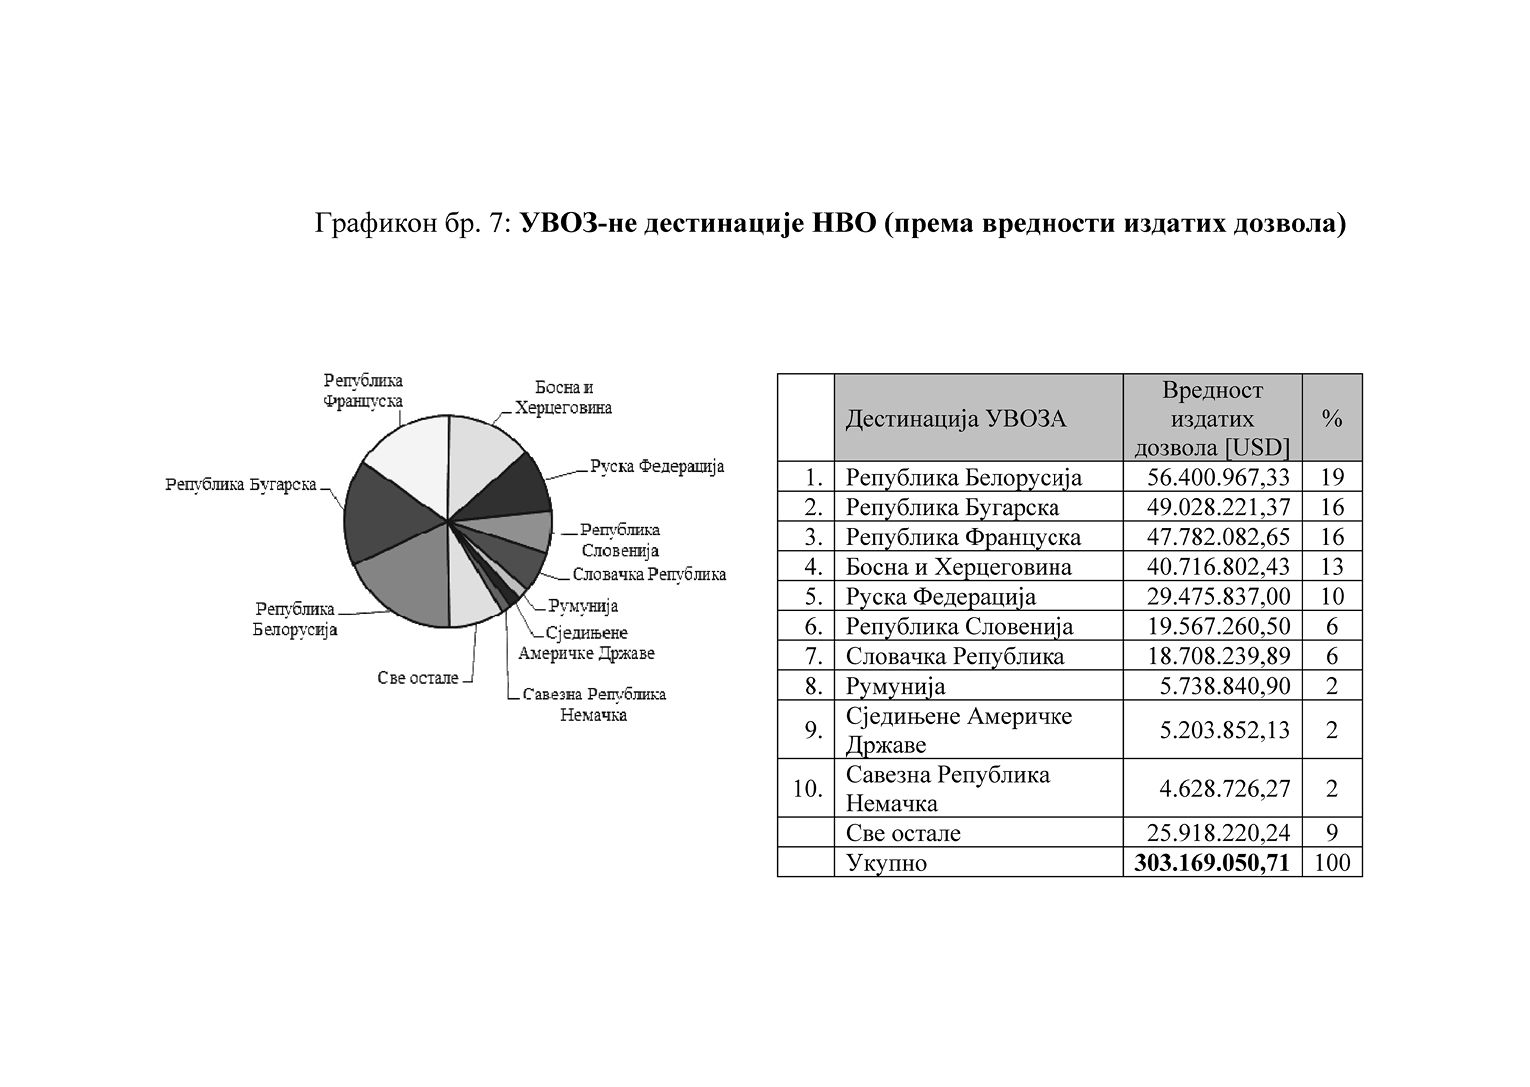 Графикон бр. 7: УВОЗ-не дестинације НВО (према вредности издатих дозвола)
Република
Француска
Босна и
Херцеговина
Руска Федерација
Република Бугарска
Република
Словенија
Словачка Република
Румунија
Република
Белорусија
Сједињене
Америчке Државе
Све остале
Савезна Република
Немачка
Дестинација УВОЗА
Вредност
издатих
дозвола [USD]
%
1. Република Белорусија 56.400.967,33 19
2. Република Бугарска 49.028.221,37 16
3. Република Француска 47.782.082,65 16
4. Босна и Херцеговина 40.716.802,43 13
5. Руска Федерација 29.475.837,00 10
6. Република Словенија 19.567.260,50 6
7. Словачка Република 18.708.239,89 6
8. Румунија 5.738.840,90 2
9. Сједињене Америчке
Државе 5.203.852,13 2
10. Савезна Република
Немачка 4.628.726,27 2
Све остале 25.918.220,24 9
Укупно 303.169.050,71 100